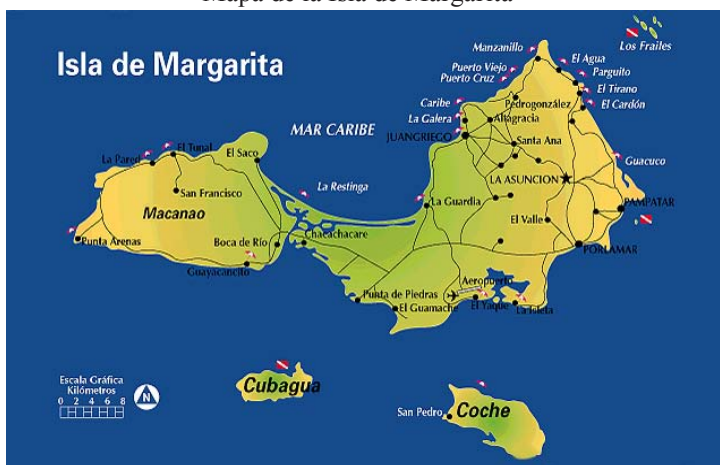 Mapa de la Isla de Margarita
Isla de Margarita
Manzanillo
Los Frailes
Puerto Viejo
El Agua
Puerto Cruz
Parguito
El Tirano
Caribe
Pedrogonzález
El Cardón
La Galera
Altagracia
MAR CARIBE
JUANGRIEGO
Santa Ana
El Tunal
El Saco
La Pared
Guacuco
LA ASUNCION
San Francisco
La Restinga
La Guardia
PAMPATAR
Macanao
El Valle
Punta Arenas
Boca de Río
Chacachacare
PORLAMAR
Guayacancito
Aeropuerto
Punta de Piedras
El Yaque
La Isleta
El Guamache
Escala Gráfica
Kilómetros
0 2 4 6 8
N
Cubagua
San Pedro
Coche